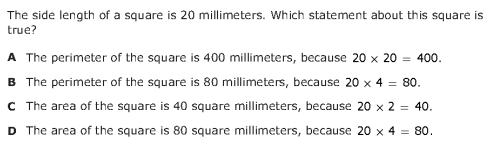 The side length of a square is 20 millimeters. Which statement about this square is
true?
A The perimeter of the square is 400 millimeters, because 20 × 20 = 400.
B The perimeter of the square is 80 millimeters, because 20 × 4 = 80.
C The area of the square is 40 square millimeters, because 20 × 2 = 40.
D The area of the square is 80 square millimeters, because 20 × 4 = 80.